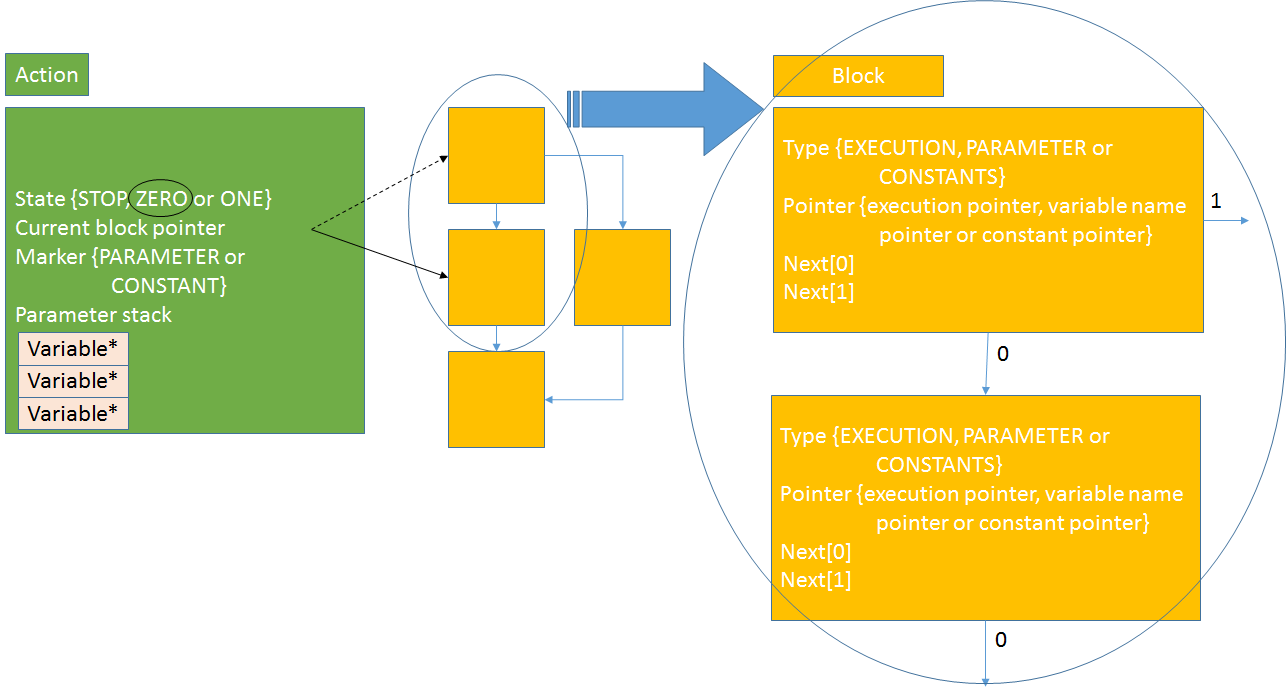 Action
State {STOP, ZERO or ONE}
Current block pointer
Marker {PARAMETER or
CONSTANT}
Parameter stack
Variable*
Variable*
Variable*
Block
Type {EXECUTION, PARAMETER or
CONSTANTS}
Pointer {execution pointer, variable name
pointer or constant pointer}
Next[0]
Next[1]
1
0
Type {EXECUTION, PARAMETER or
CONSTANTS}
Pointer {execution pointer, variable name
pointer or constant pointer}
Next[0]
Next[1]
0